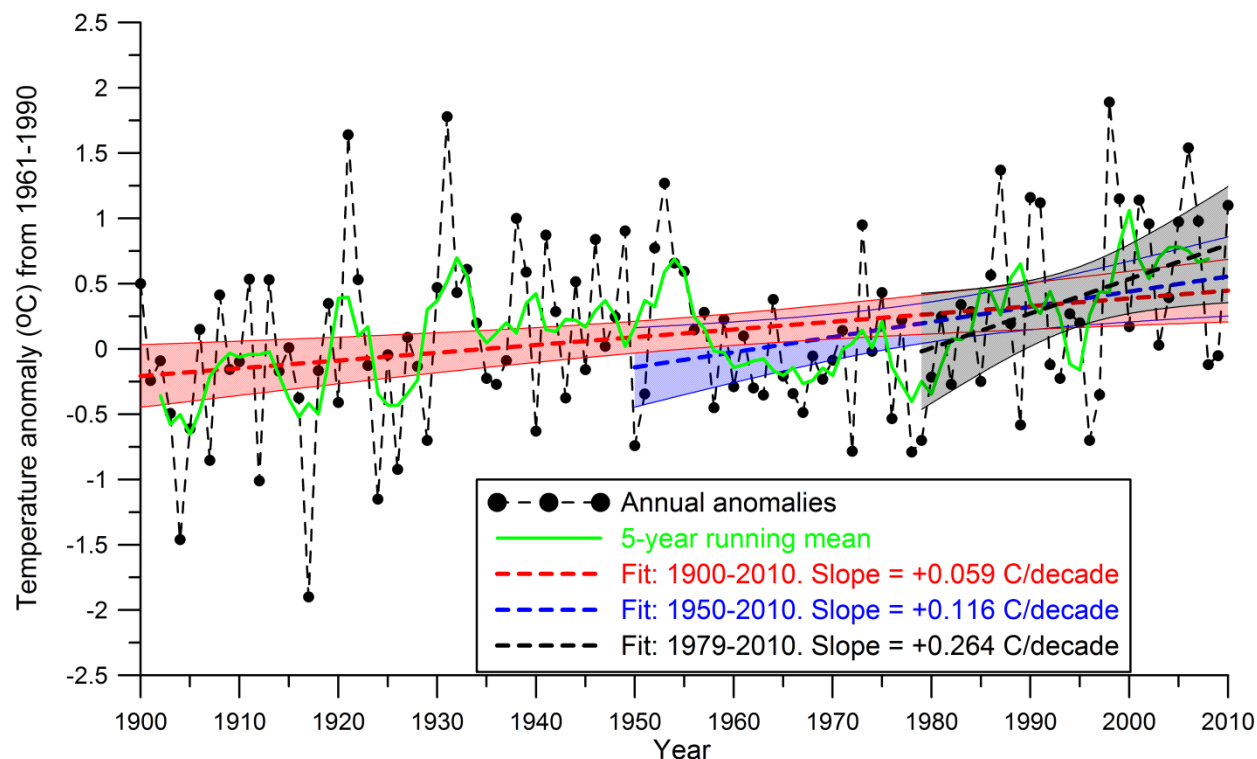 Temperature anomaly (OC) from 1961-1990
2.5
2
1.5
1
0.5
0
-0.5
-1
-1.5
-2
-2.5
Annual anomalies
5-year running mean
Fit: 1900-2010. Slope = +0.059 C/decade
Fit: 1950-2010. Slope = +0.116 C/decade
Fit: 1979-2010. Slope = +0.264 C/decade
1900 1910 1920 1930 1940 1950 1960 1970 1980 1990 2000 2010
Year